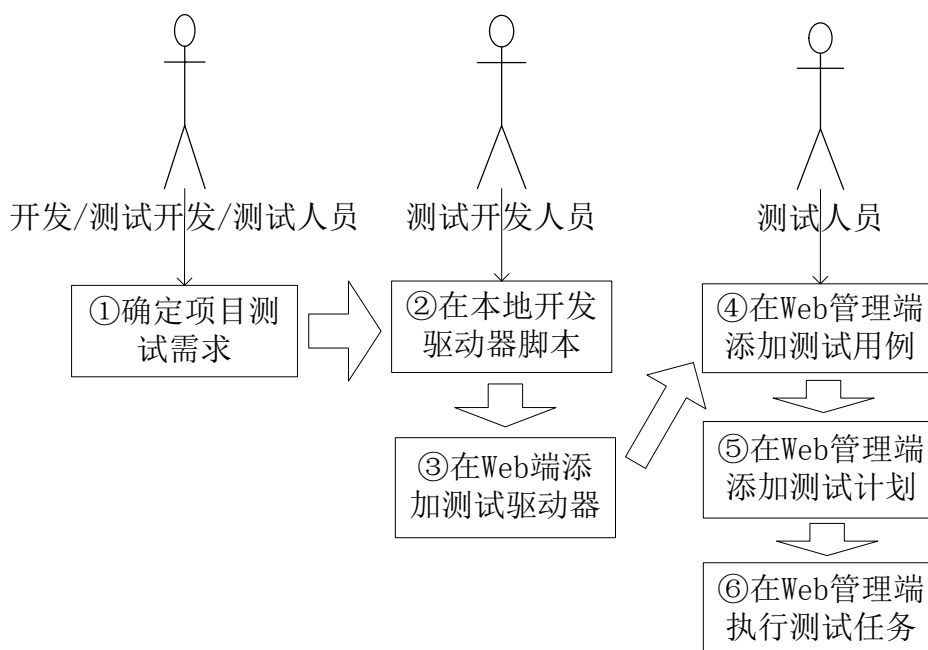 开发/测试开发/测试人员
测试开发人员
测试人员
①确定项目测
试需求
②在本地开发
驱动器脚本
③在Web端添
加测试驱动器
④在Web管理端
添加测试用例
⑤在Web管理端
添加测试计划
⑥在Web管理端
执行测试任务